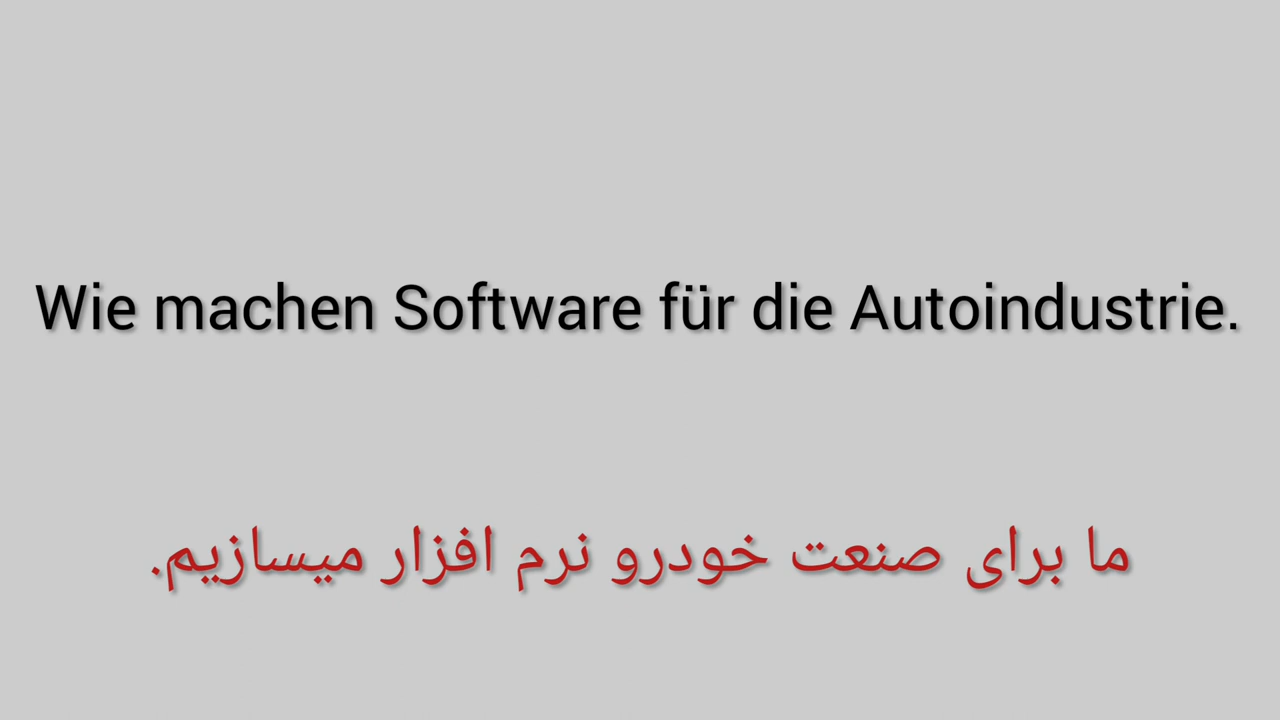 Wie machen Software für die Autoindustrie.
ما برای صنعت خودرو نرم افزار میسازیم.